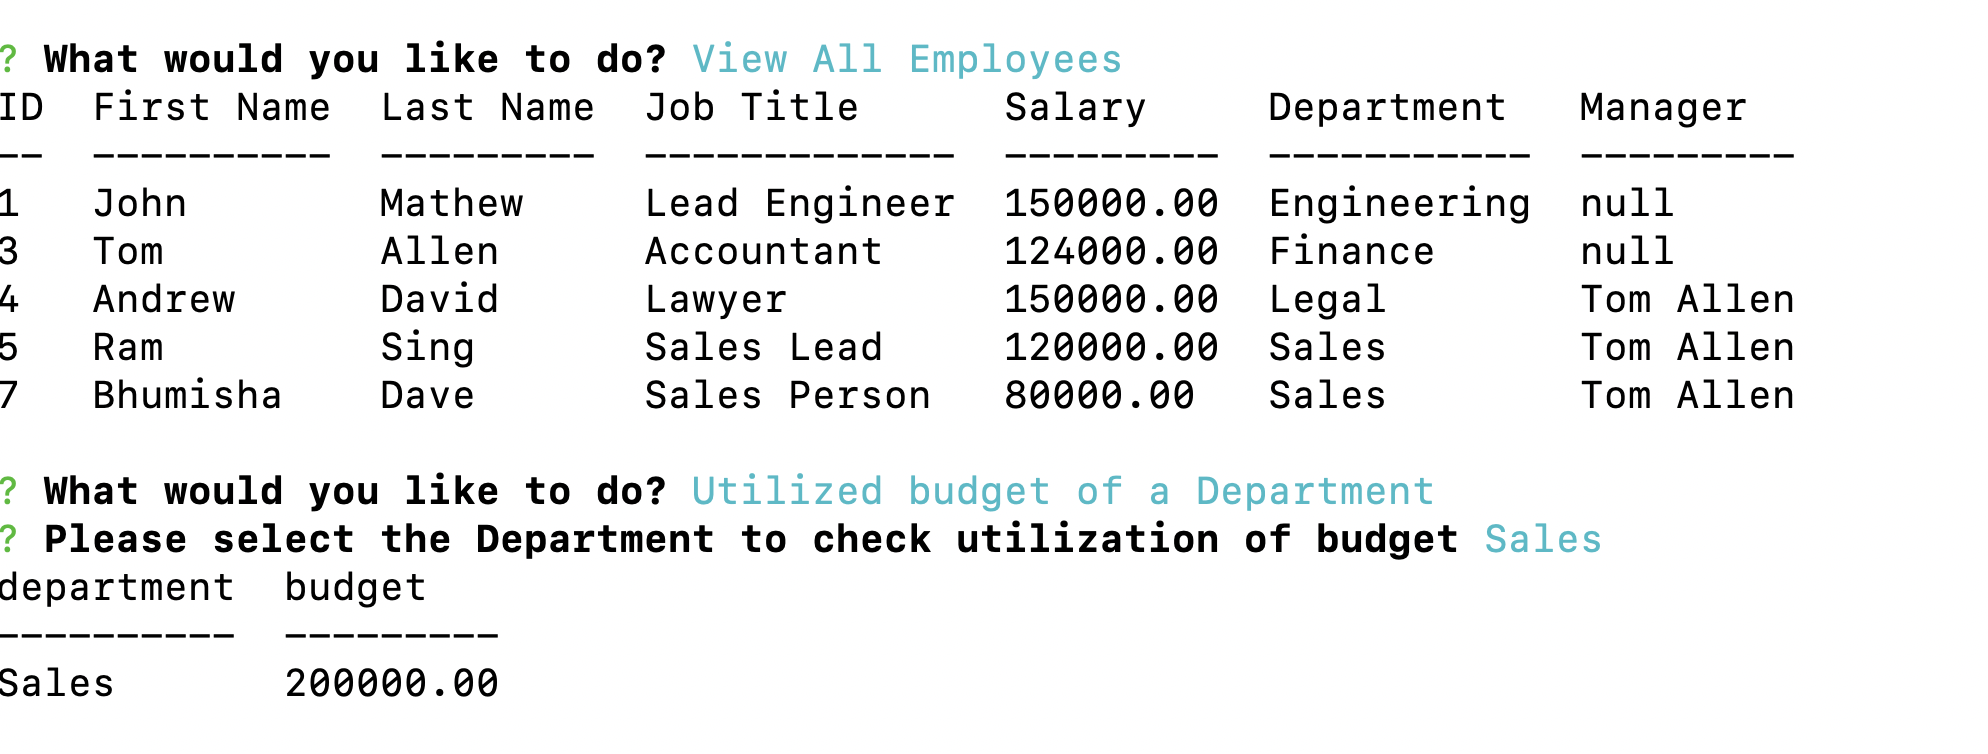 ? What would you like to do? View All Employees
ID  First Name  Last Name  Job Title      Salary     Department   Manager
--  ----------  ---------  -------------  ---------  -----------  ---------
1   John        Mathew     Lead Engineer  150000.00  Engineering  null
3   Tom         Allen      Accountant     124000.00  Finance      null
4   Andrew      David      Lawyer         150000.00  Legal        Tom Allen
5   Ram         Sing       Sales Lead     120000.00  Sales        Tom Allen
7   Bhumisha    Dave       Sales Person   80000.00   Sales        Tom Allen
? What would you like to do? Utilized budget of a Department
? Please select the Department to check utilization of budget Sales
department  budget
----------  ---------
Sales       200000.00